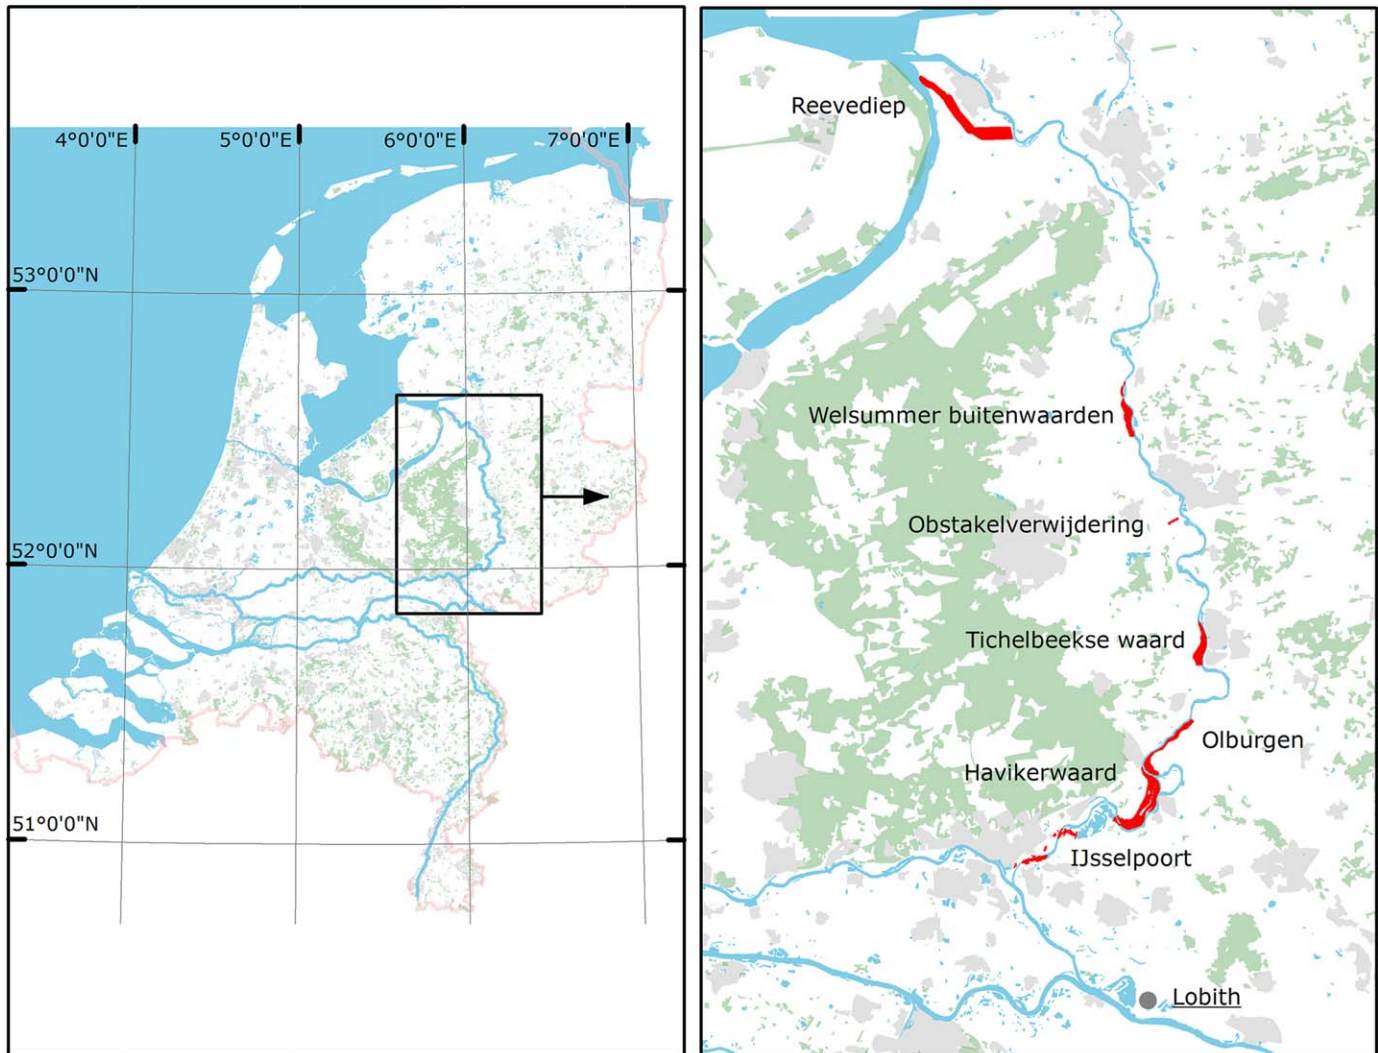 4°0'0"E 5°0'0"E 6°0'0"E 7°0'0"E
53°0'0"N
52°0'0"N
51°0'0"N
Reevediep
Welsummer buitenwaarden
Obstakelverwijdering
Tichelbeekse waard
Olburgen
Havikerwaard
IJsselpoort
Lobith